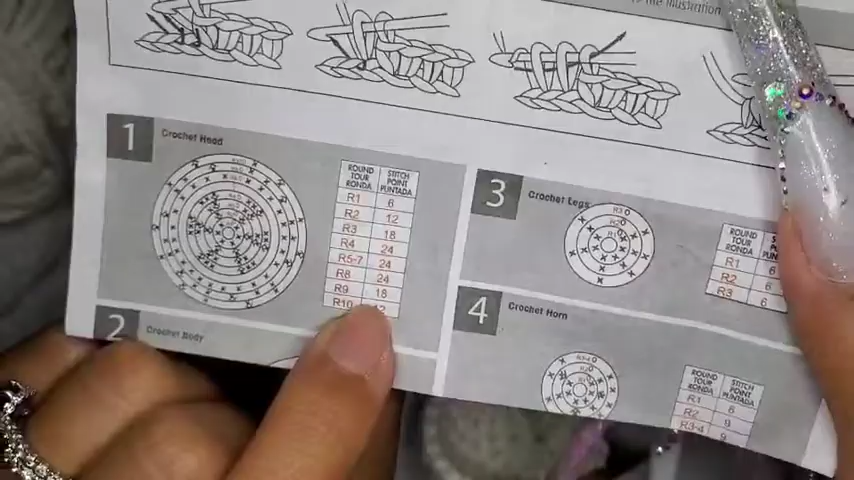 THE ILLUSTRATION
1
Crochet Head
ROUND TOUR RONDA
STITCH POINT PUNTADA
R1 6
R2 12
R3 18
R4 24
R5-7 24
R8 24
R9 18
R10
2
Crochet Body
3
Crochet Legs
ROUND TOUR RONDA
STITCH POINT PUNTADA
R1 6
R2 6
R3 6
4
Crochet Horn
ROUND TOUR RONDA
STITCH POINT PUNTADA
R1 6
R2 9
R3-4 9